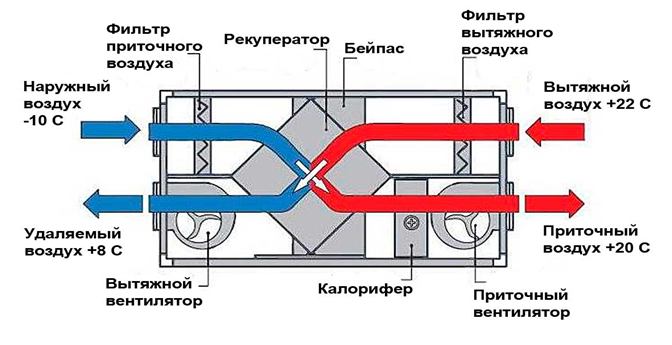 Фильтр
приточного
воздуха
Рекуператор
Бейпас
Фильтр
вытяжного
воздуха
Наружный
воздух
-10 С
Вытяжной
воздух +22 С
Удаляемый
воздух +8 С
Приточный
воздух +20 С
Вытяжной
вентилятор
Калорифер
Приточный
вентилятор